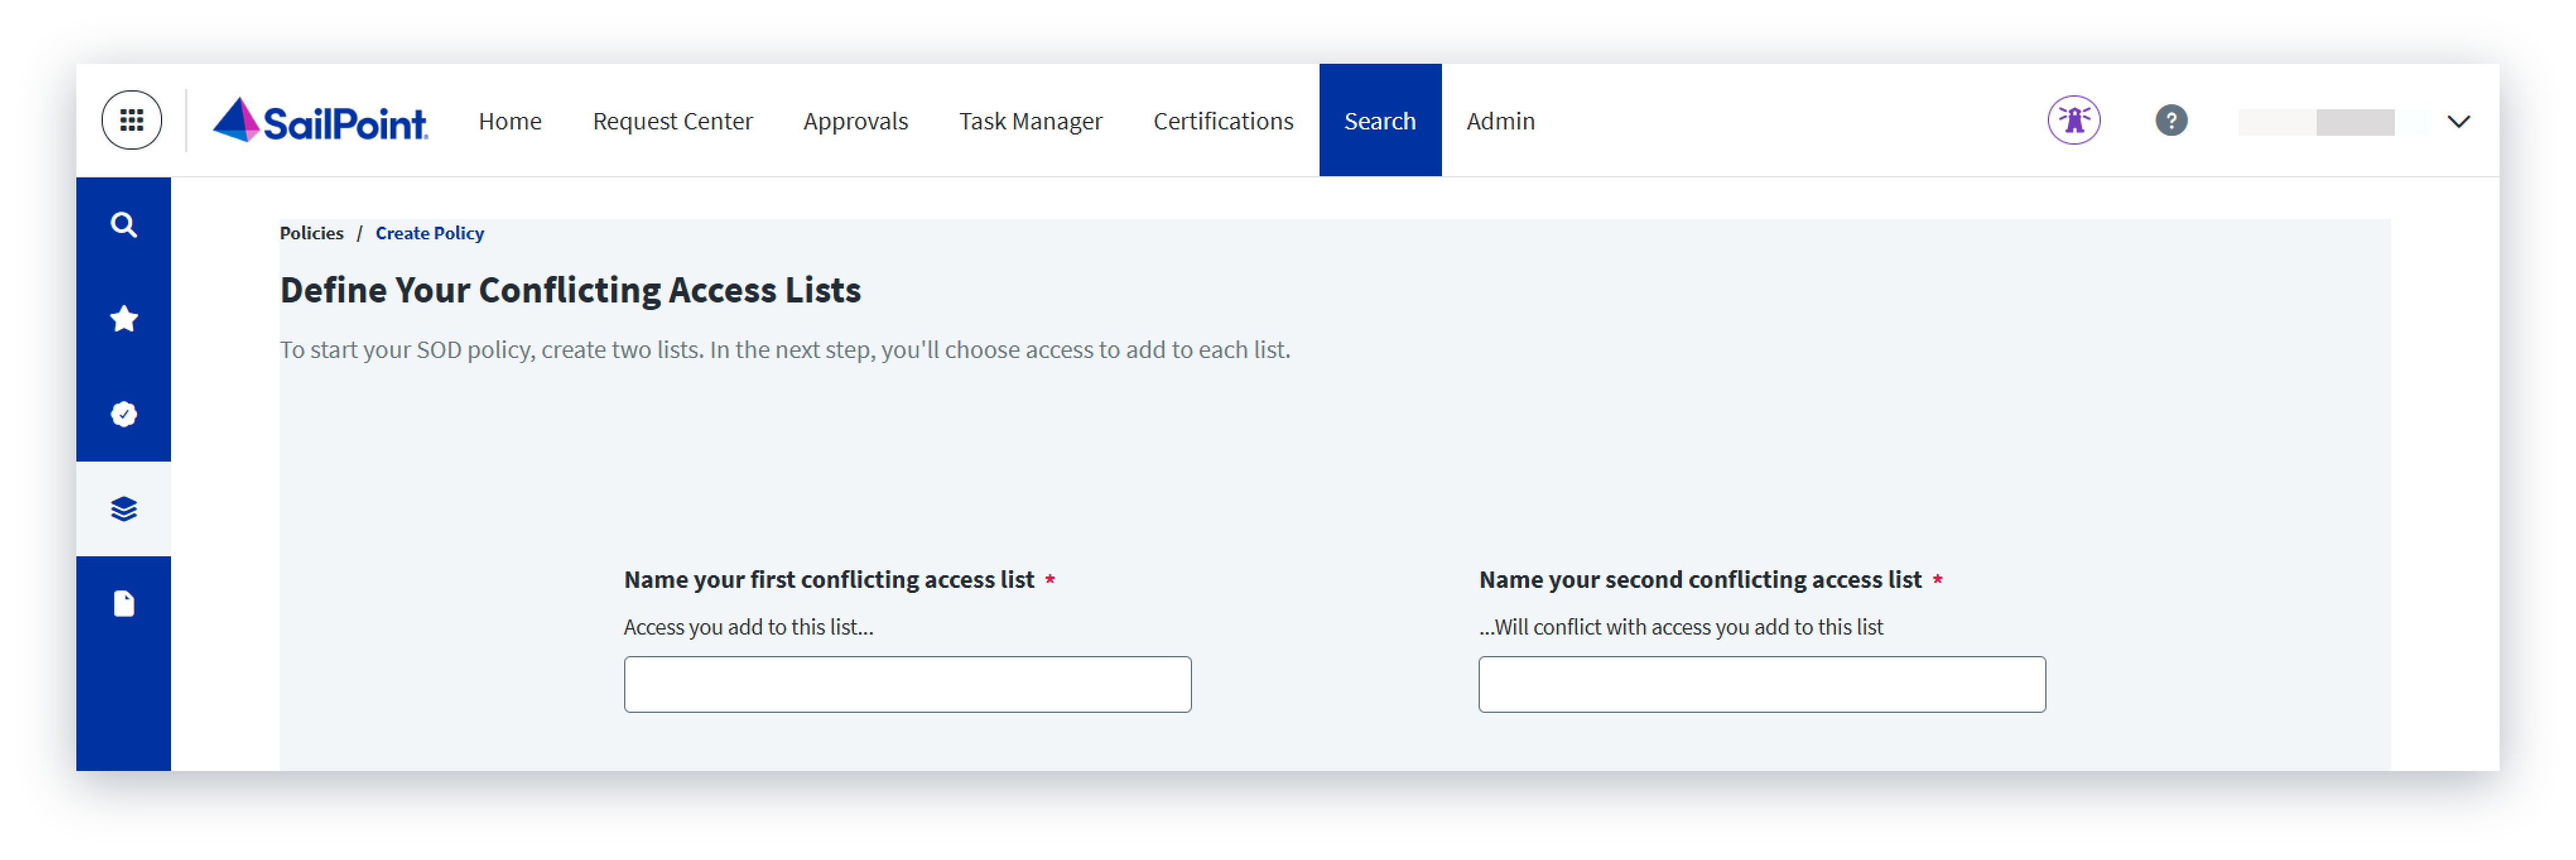 SailPoint Home Request Center Approvals Task Manager Certifications Search Admin ?
Policies / Create Policy
Define Your Conflicting Access Lists
To start your SOD policy, create two lists. In the next step, you'll choose access to add to each list.
Name your first conflicting access list * Name your second conflicting access list *
Access you add to this list... ...Will conflict with access you add to this list